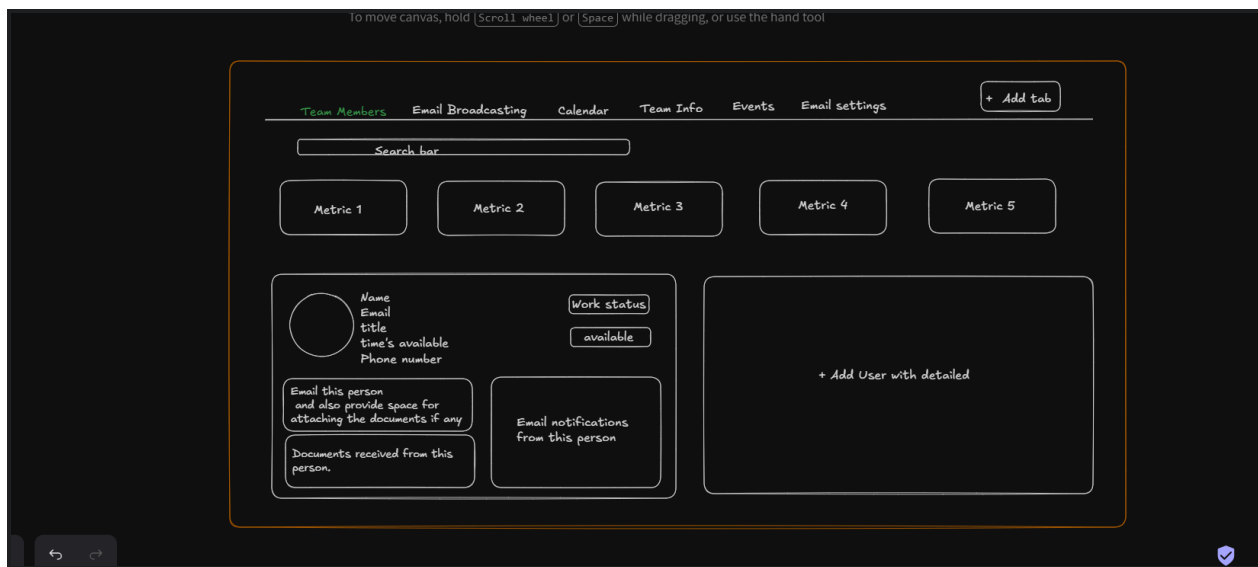 To move canvas, hold Scroll wheel or Space while dragging, or use the hand tool
Team Members Email Broadcasting Calendar Team Info Events Email settings + Add tab
Search bar
Metric 1 Metric 2 Metric 3 Metric 4 Metric 5
Name
Email
title
time's available
Phone number
Work status
available
Email this person
and also provide space for
attaching the documents if any
Documents received from this
person.
Email notifications
from this person
+ Add User with detailed